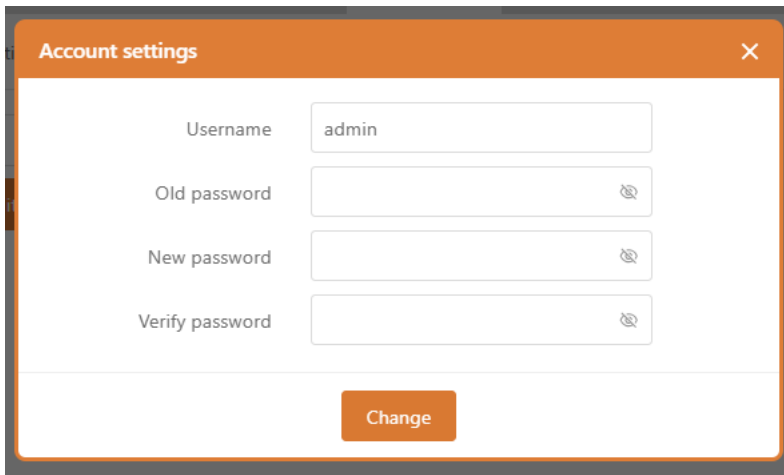 Account settings
Username admin
Old password
New password
Verify password
Change